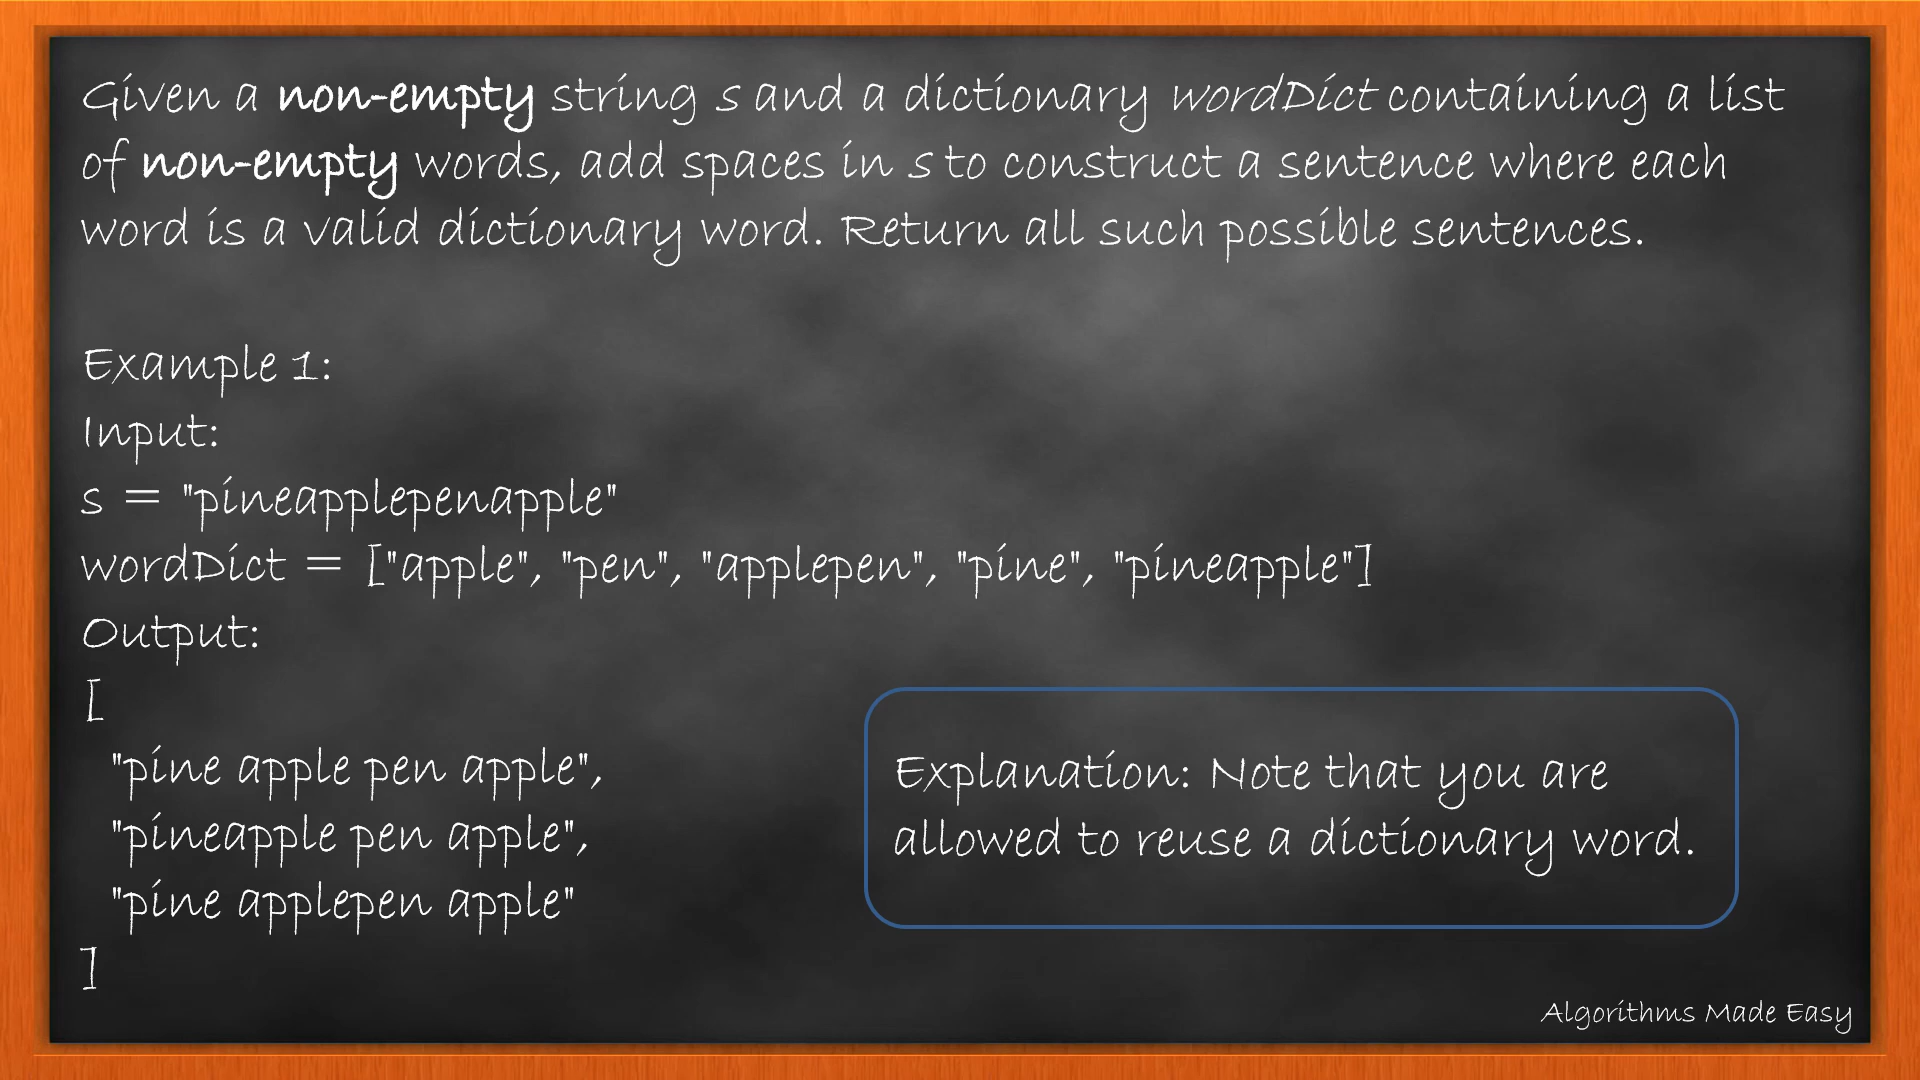 Given a non-empty string s and a dictionary wordDict containing a list
of non-empty words, add spaces in s to construct a sentence where each
word is a valid dictionary word. Return all such possible sentences.
Example 1:
Input:
s = "pineapplepenapple"
wordDict = ["apple", "pen", "applepen", "pine", "pineapple"]
Output:
[
"pine apple pen apple",
"pineapple pen apple",
"pine applepen apple"
]
Explanation: Note that you are
allowed to reuse a dictionary word.
Algorithms Made Easy